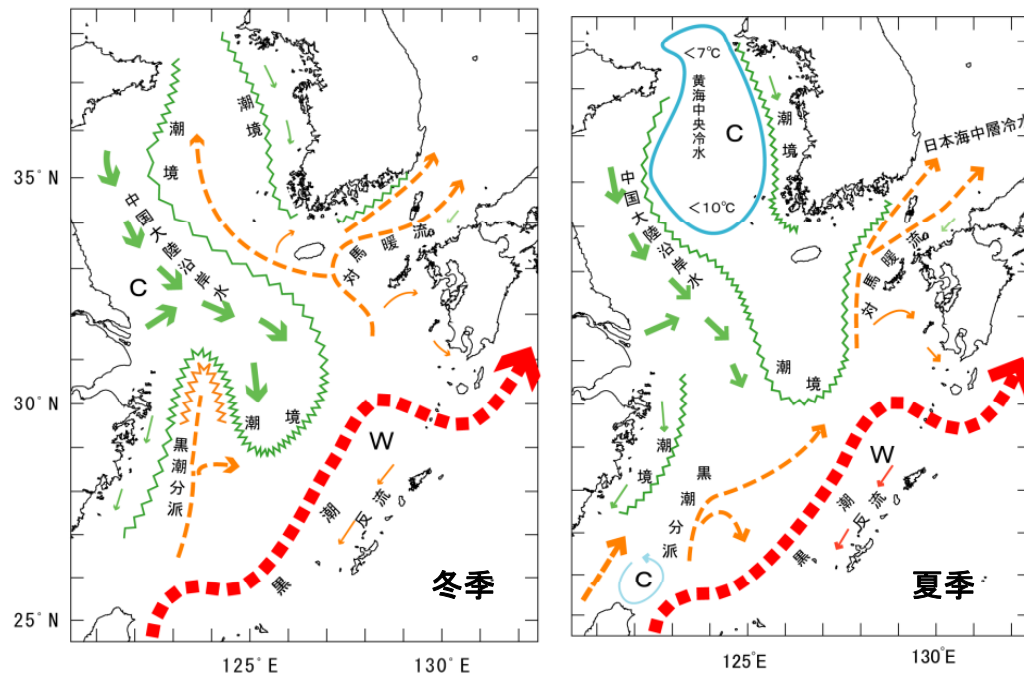 潮境
潮境
35°N
中国大陸沿岸水
対馬暖流
C
30°N
潮境
黒潮分派
W
黒潮反流
冬季
25°N
125°E
130°E
<7℃
黄海中央冷水
C
潮境
日本海中層冷水
<10℃
中国大陸沿岸水
対馬暖流
潮境
潮境
W
黒潮分派
黒潮反流
C
夏季
125°E
130°E